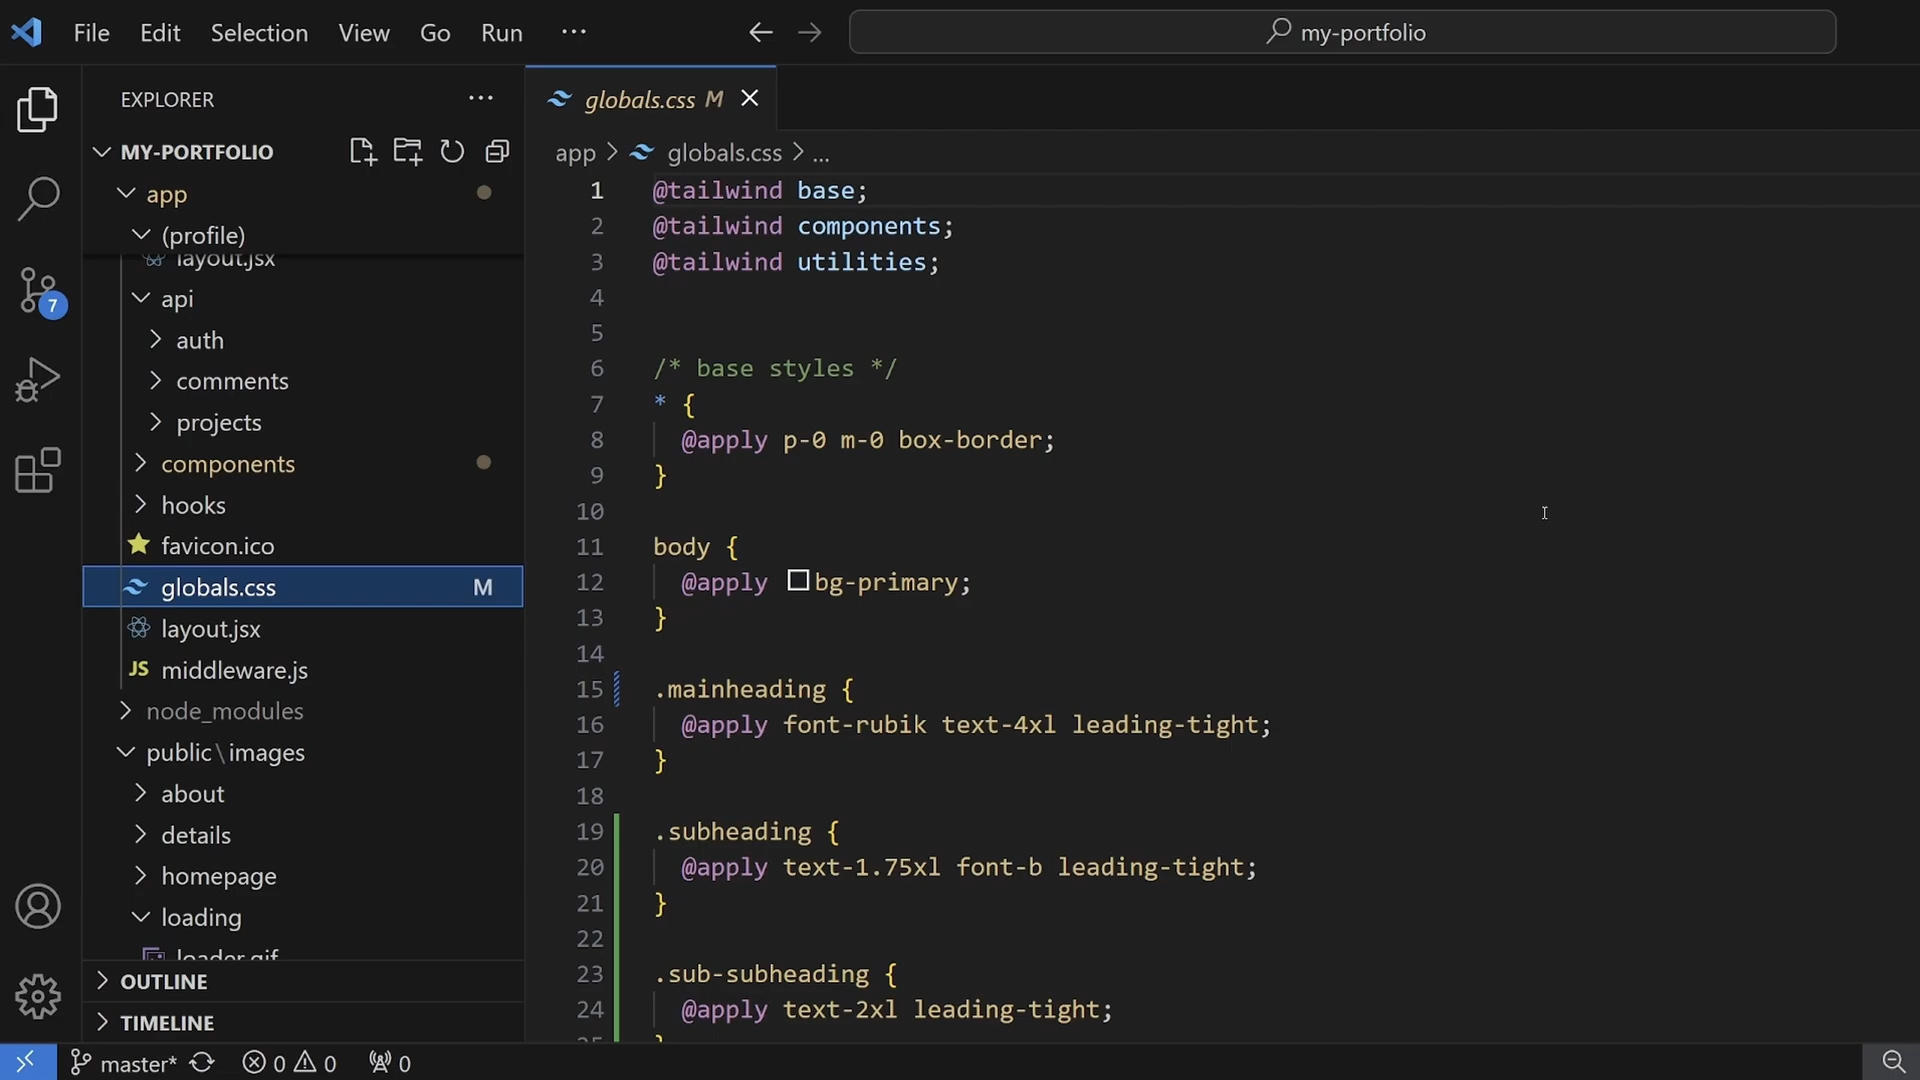 File Edit Selection View Go Run ...
my-portfolio
EXPLORER
MY-PORTFOLIO
app
(profile)
layout.jsx
api
auth
comments
projects
components
hooks
favicon.ico
globals.css M
layout.jsx
JS middleware.js
node_modules
public\images
about
details
homepage
loading
loader.gif
OUTLINE
TIMELINE
7
globals.css M
app > globals.css > ...
1 @tailwind base;
2 @tailwind components;
3 @tailwind utilities;
4
5
6 /* base styles */
7 * {
8 @apply p-0 m-0 box-border;
9 }
10
11 body {
12 @apply bg-primary;
13 }
14
15 .mainheading {
16 @apply font-rubik text-4xl leading-tight;
17 }
18
19 .subheading {
20 @apply text-1.75xl font-b leading-tight;
21 }
22
23 .sub-subheading {
24 @apply text-2xl leading-tight;
25 }
master* 0 0 0